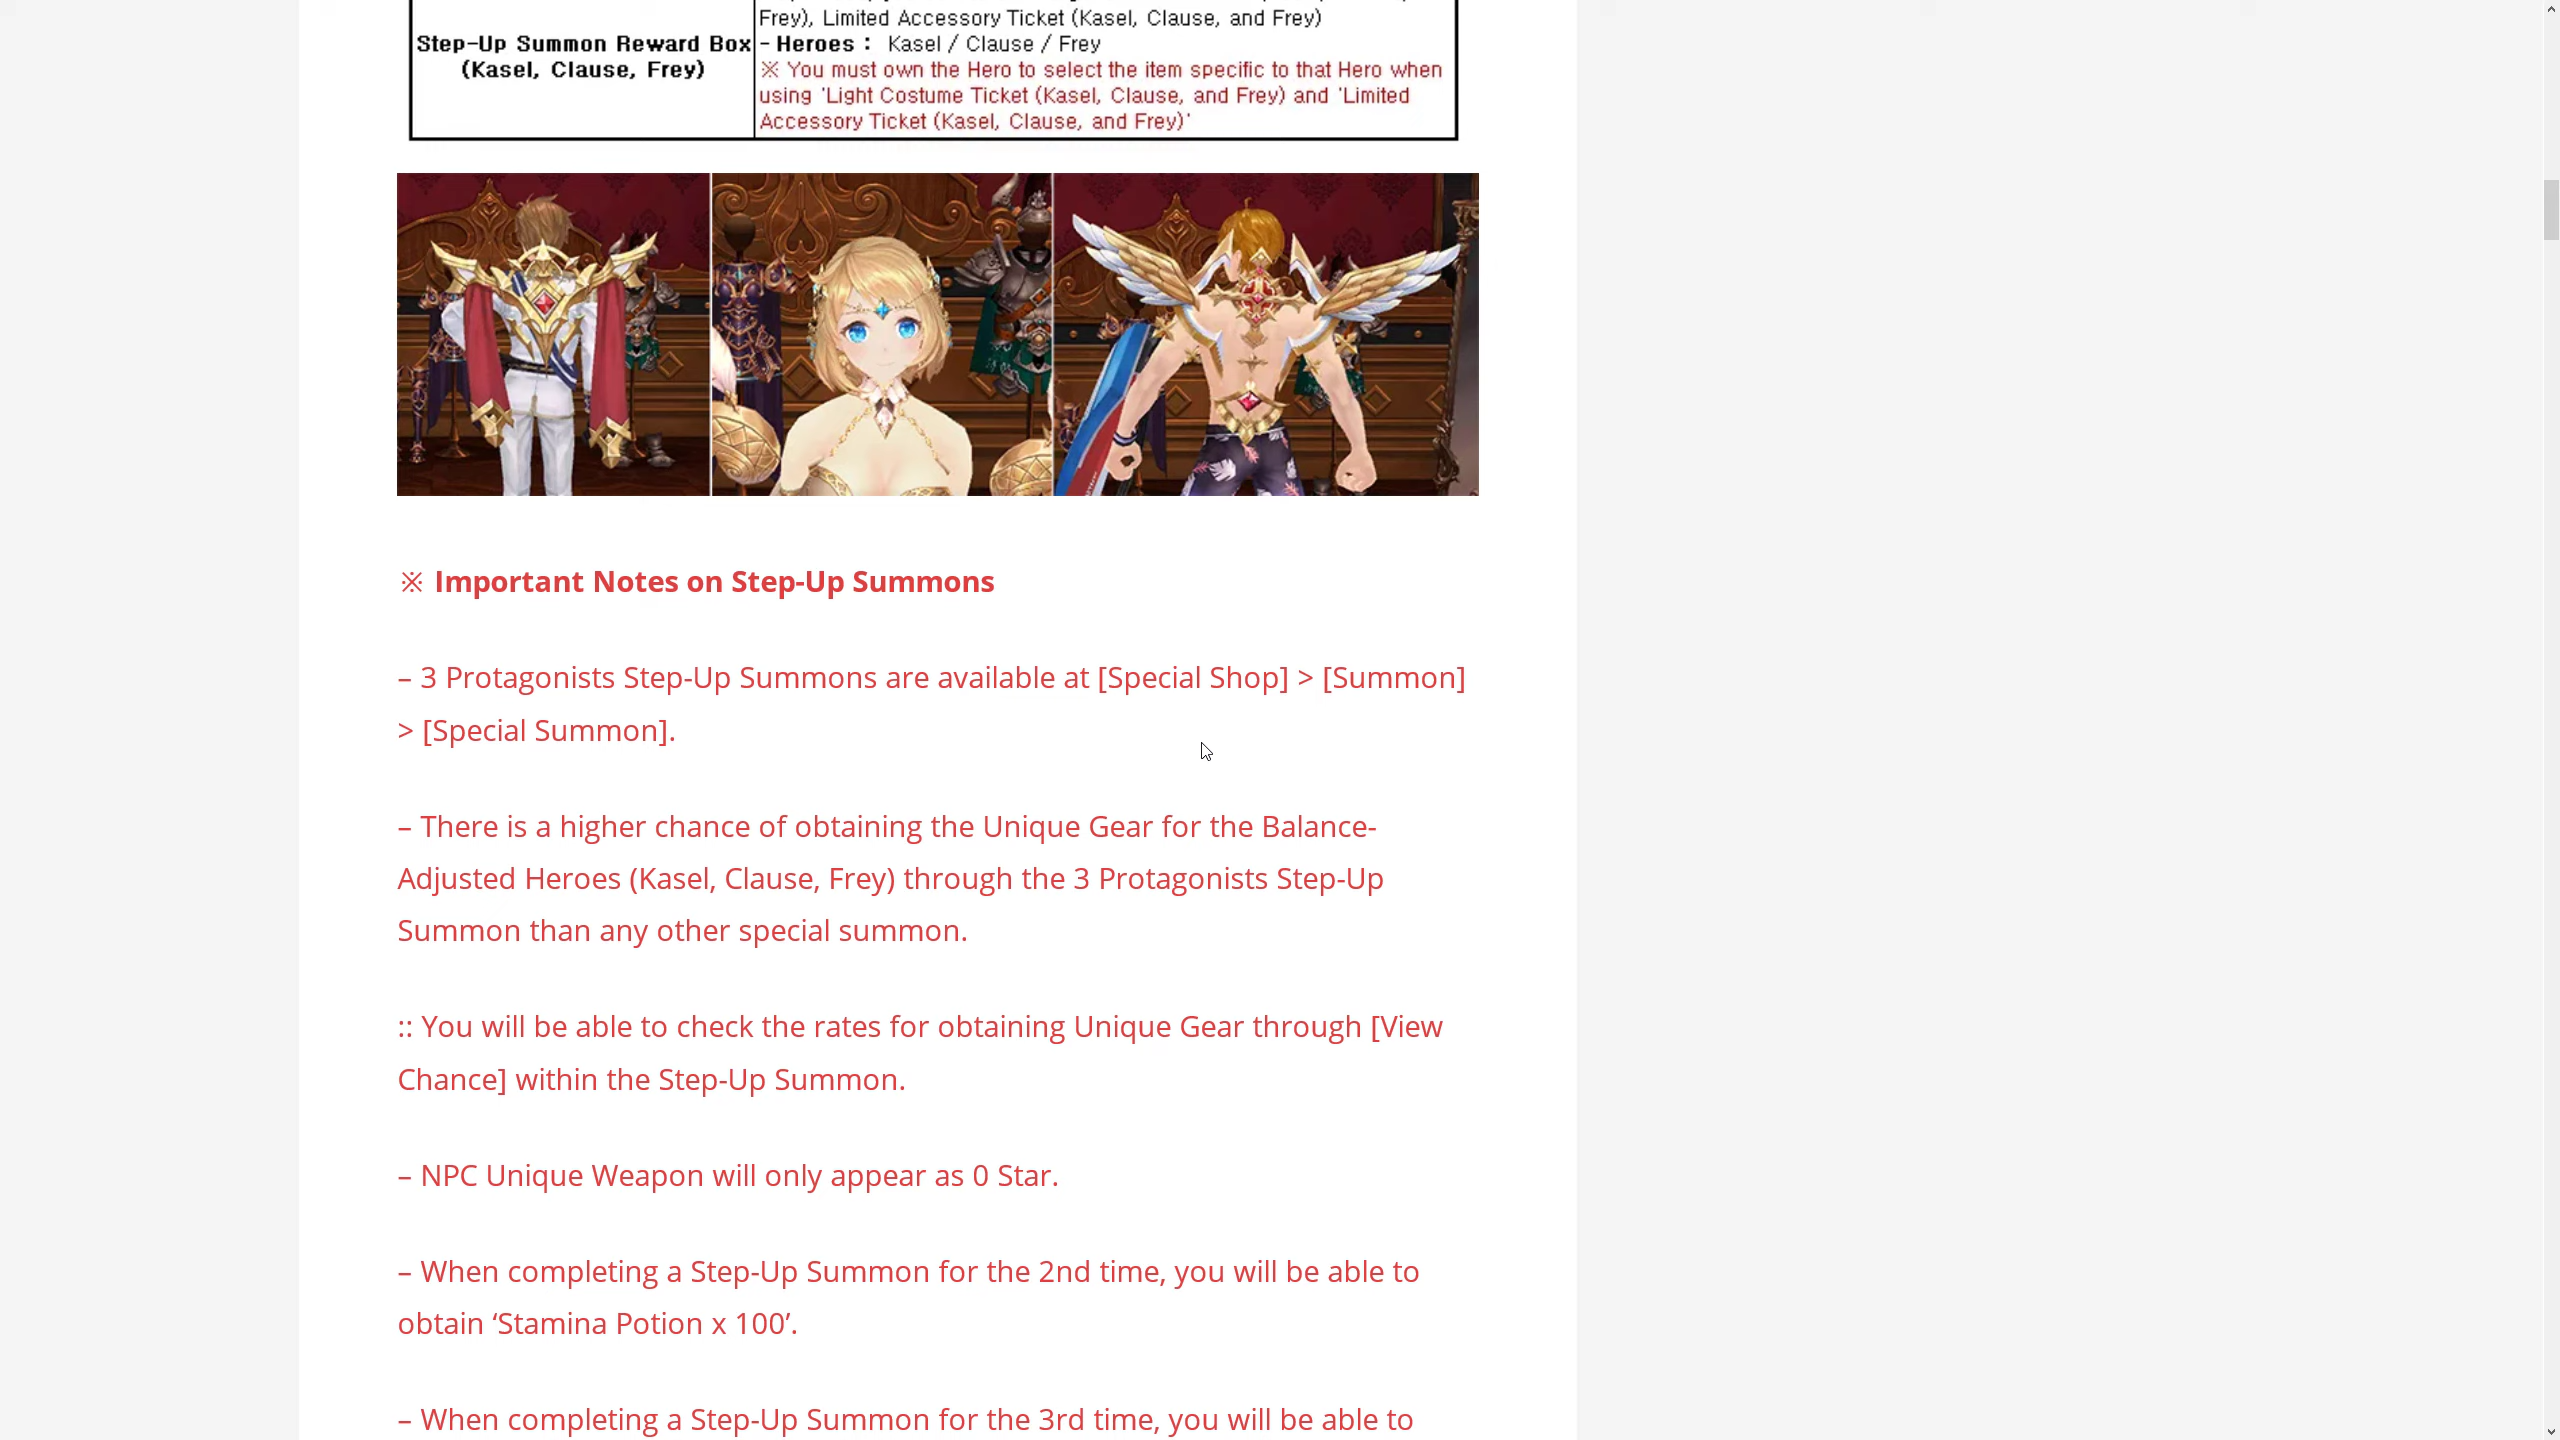 Frey), Limited Accessory Ticket (Kasel, Clause, and Frey)
Step-Up Summon Reward Box
(Kasel, Clause, Frey)
- Heroes : Kasel / Clause / Frey
※ You must own the Hero to select the item specific to that Hero when
using 'Light Costume Ticket (Kasel, Clause, and Frey) and 'Limited
Accessory Ticket (Kasel, Clause, and Frey)'
※ Important Notes on Step-Up Summons
– 3 Protagonists Step-Up Summons are available at [Special Shop] > [Summon]
> [Special Summon].
– There is a higher chance of obtaining the Unique Gear for the Balance-
Adjusted Heroes (Kasel, Clause, Frey) through the 3 Protagonists Step-Up
Summon than any other special summon.
:: You will be able to check the rates for obtaining Unique Gear through [View
Chance] within the Step-Up Summon.
– NPC Unique Weapon will only appear as 0 Star.
– When completing a Step-Up Summon for the 2nd time, you will be able to
obtain ‘Stamina Potion x 100’.
– When completing a Step-Up Summon for the 3rd time, you will be able to